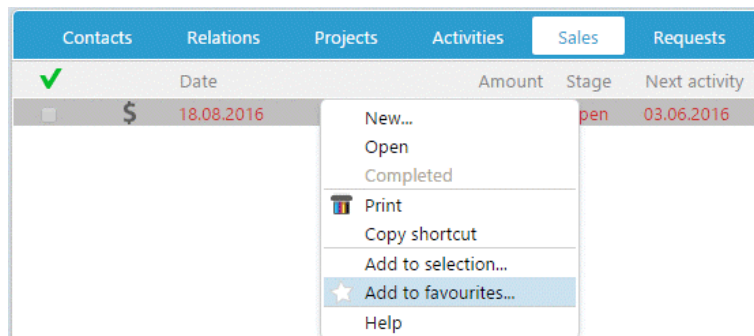 Contacts Relations Projects Activities Sales Requests
Date Amount Stage Next activity
$ 18.08.2016 pen 03.06.2016
New...
Open
Completed
Print
Copy shortcut
Add to selection...
Add to favourites...
Help